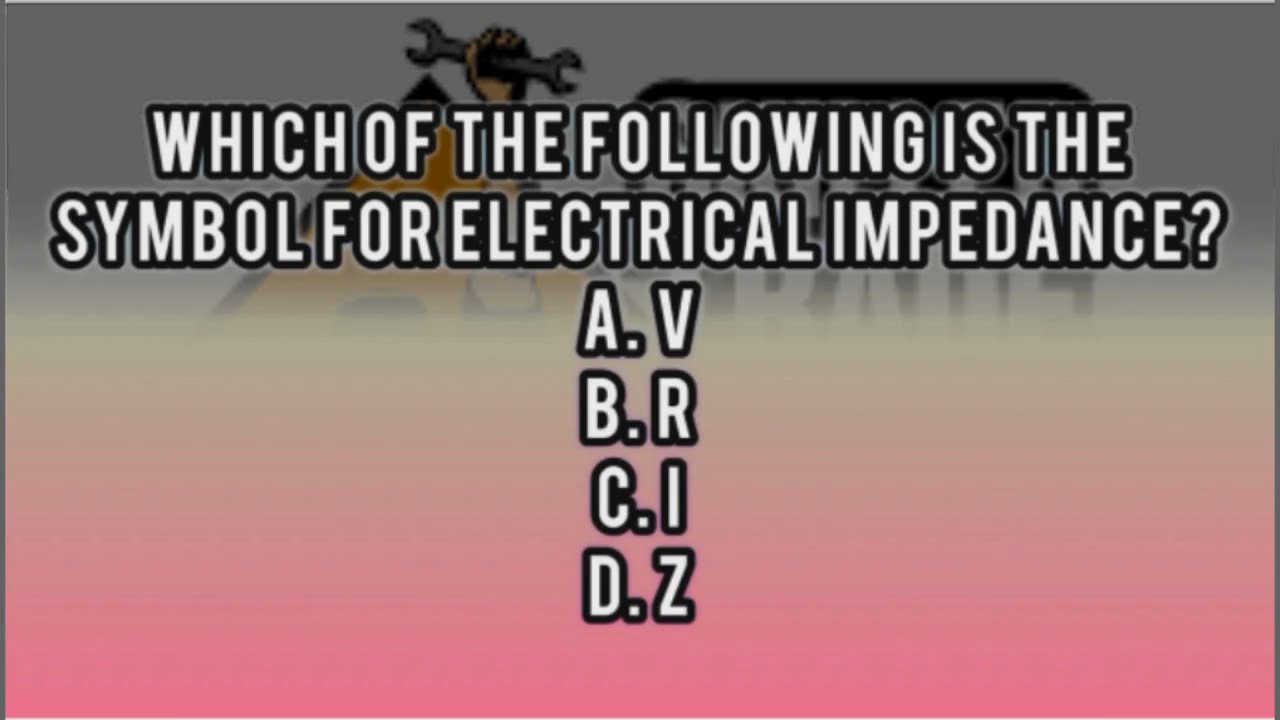 WHICH OF THE FOLLOWING IS THE
SYMBOL FOR ELECTRICAL IMPEDANCE?
A. V
B. R
C. I
D. Z